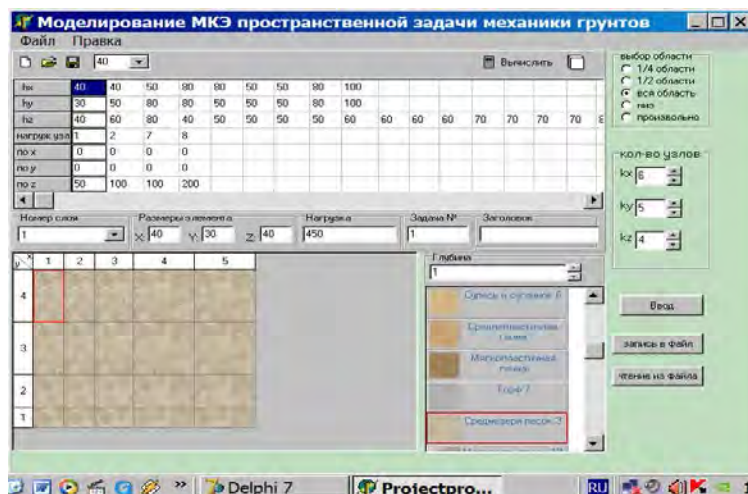 Моделирование МКЭ пространственной задачи механики грунтов
Файл Правка
40
Вычислить
hx 40 40 50 80 80 50 50 80 100
hy 30 50 80 80 50 50 80 100
hz 40 60 80 40 50 50 50 60 60 60 60 70 70 70 70
нагруж узл 1 2 7 8
по x 0 0 0 0
по y 0 0 0 0
по z 50 100 100 200
выбор области
1/4 области
1/2 области
вся область
низ
произвольно
кол-во узлов
kx 6
ky 5
kz 4
Номер слоя
1
Размеры элемента
X: 40 Y: 30 Z: 40
Нагрузка
450
Задача №
1
Заголовок
y x 1 2 3 4 5
4
3
2
1
Глубина
1
Супесь и суглинок 6
Мягкопластичная
Торф 7
Среднезерн песок 3
Ввод
запись в файл
чтение из файла
Delphi 7
Projectpro...
RU